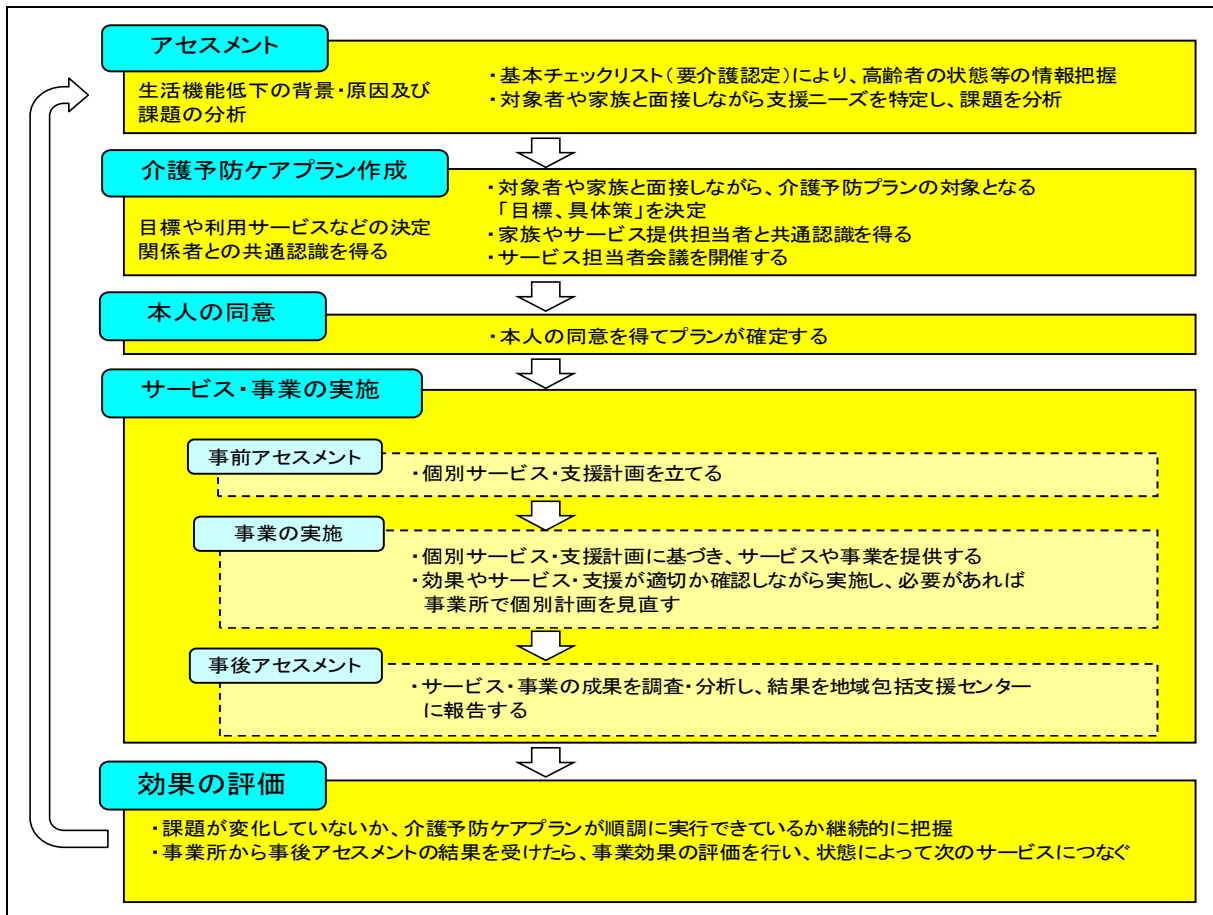 アセスメント
生活機能低下の背景・原因及び
課題の分析
・基本チェックリスト（要介護認定）により、高齢者の状態等の情報把握
・対象者や家族と面接しながら支援ニーズを特定し、課題を分析
介護予防ケアプラン作成
目標や利用サービスなどの決定
関係者との共通認識を得る
・対象者や家族と面接しながら、介護予防プランの対象となる
「目標、具体策」を決定
・家族やサービス提供担当者と共通認識を得る
・サービス担当者会議を開催する
本人の同意
・本人の同意を得てプランが確定する
サービス・事業の実施
事前アセスメント
・個別サービス・支援計画を立てる
事業の実施
・個別サービス・支援計画に基づき、サービスや事業を提供する
・効果やサービス・支援が適切か確認しながら実施し、必要があれば
事業所で個別計画を見直す
事後アセスメント
・サービス・事業の成果を調査・分析し、結果を地域包括支援センター
に報告する
効果の評価
・課題が変化していないか、介護予防ケアプランが順調に実行できているか継続的に把握
・事業所から事後アセスメントの結果を受けたら、事業効果の評価を行い、状態によって次のサービスにつなぐ